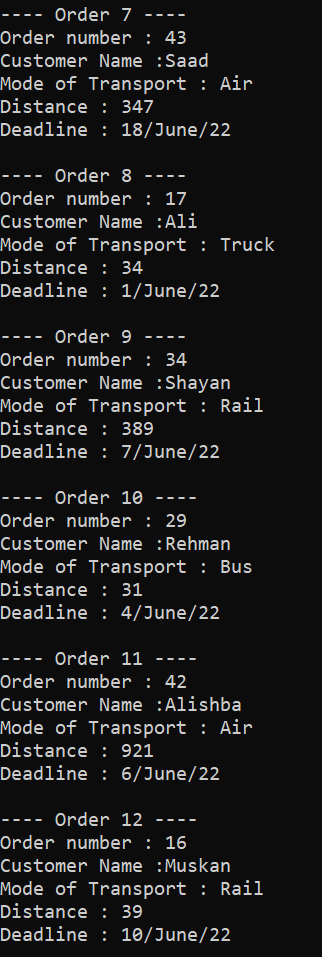 ---- Order 7 ----
Order number : 43
Customer Name :Saad
Mode of Transport : Air
Distance : 347
Deadline : 18/June/22
---- Order 8 ----
Order number : 17
Customer Name :Ali
Mode of Transport : Truck
Distance : 34
Deadline : 1/June/22
---- Order 9 ----
Order number : 34
Customer Name :Shayan
Mode of Transport : Rail
Distance : 389
Deadline : 7/June/22
---- Order 10 ----
Order number : 29
Customer Name :Rehman
Mode of Transport : Bus
Distance : 31
Deadline : 4/June/22
---- Order 11 ----
Order number : 42
Customer Name :Alishba
Mode of Transport : Air
Distance : 921
Deadline : 6/June/22
---- Order 12 ----
Order number : 16
Customer Name :Muskan
Mode of Transport : Rail
Distance : 39
Deadline : 10/June/22